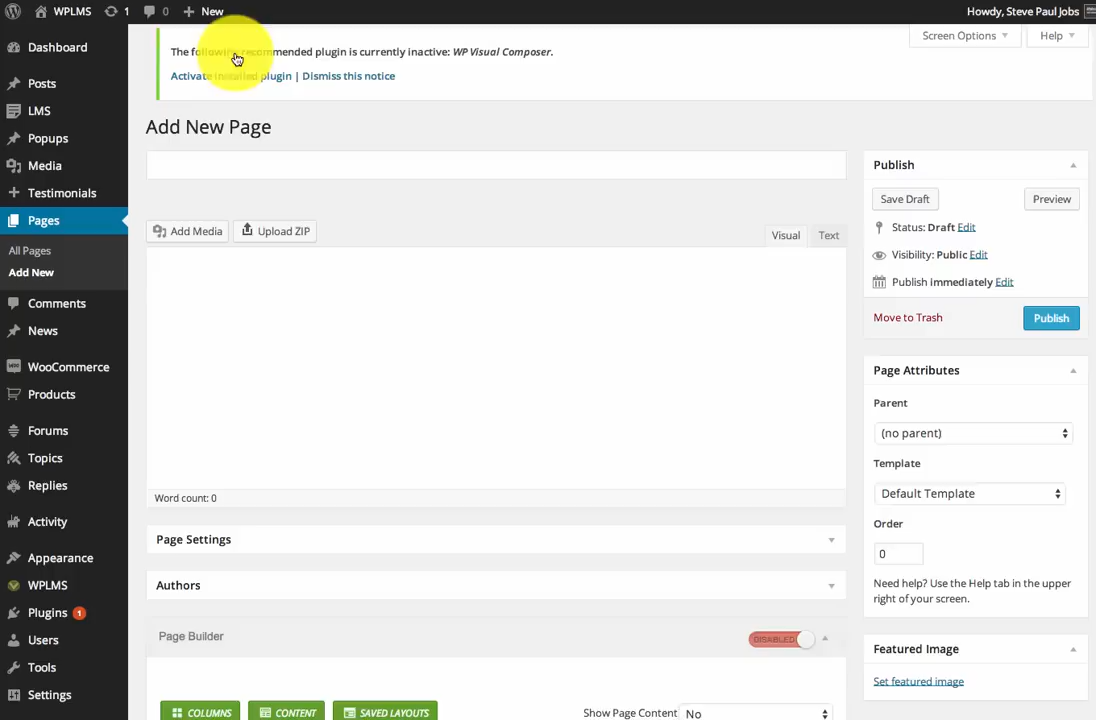 WPLMS 1 0 New Howdy, Steve Paul Jobs
Screen Options Help
The following recommended plugin is currently inactive: WP Visual Composer.
Activate installed plugin | Dismiss this notice
Dashboard
Posts
LMS
Popups
Media
Testimonials
Pages
All Pages
Add New
Comments
News
WooCommerce
Products
Forums
Topics
Replies
Activity
Appearance
WPLMS
Plugins 1
Users
Tools
Settings
Add New Page
Add Media Upload ZIP
Visual Text
Word count: 0
Page Settings
Authors
Page Builder
DISABLED
COLUMNS CONTENT SAVED LAYOUTS
Show Page Content No
Publish
Save Draft Preview
Status: Draft Edit
Visibility: Public Edit
Publish immediately Edit
Move to Trash Publish
Page Attributes
Parent
(no parent)
Template
Default Template
Order
0
Need help? Use the Help tab in the upper
right of your screen.
Featured Image
Set featured image